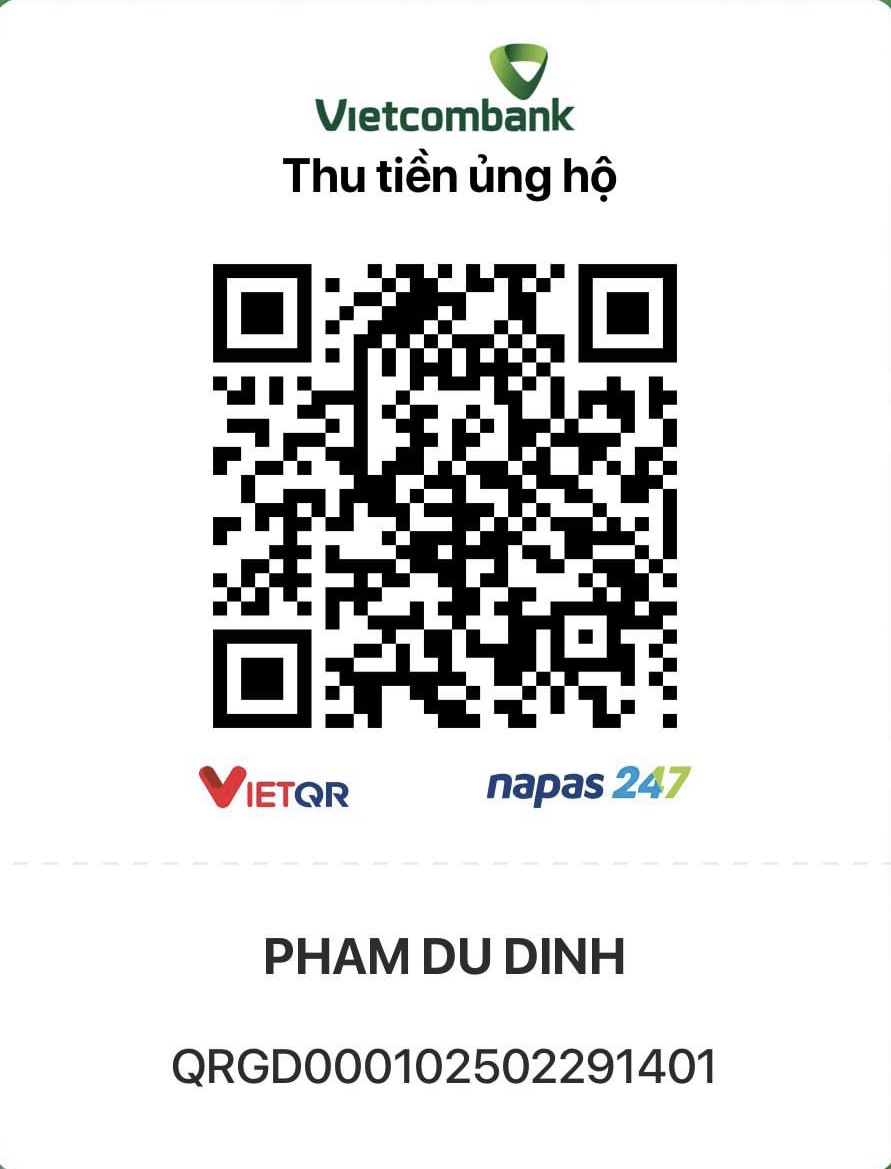 Vietcombank
Thu tiền ủng hộ
VIETQR
napas 247
PHAM DU DINH
QRGD000102502291401